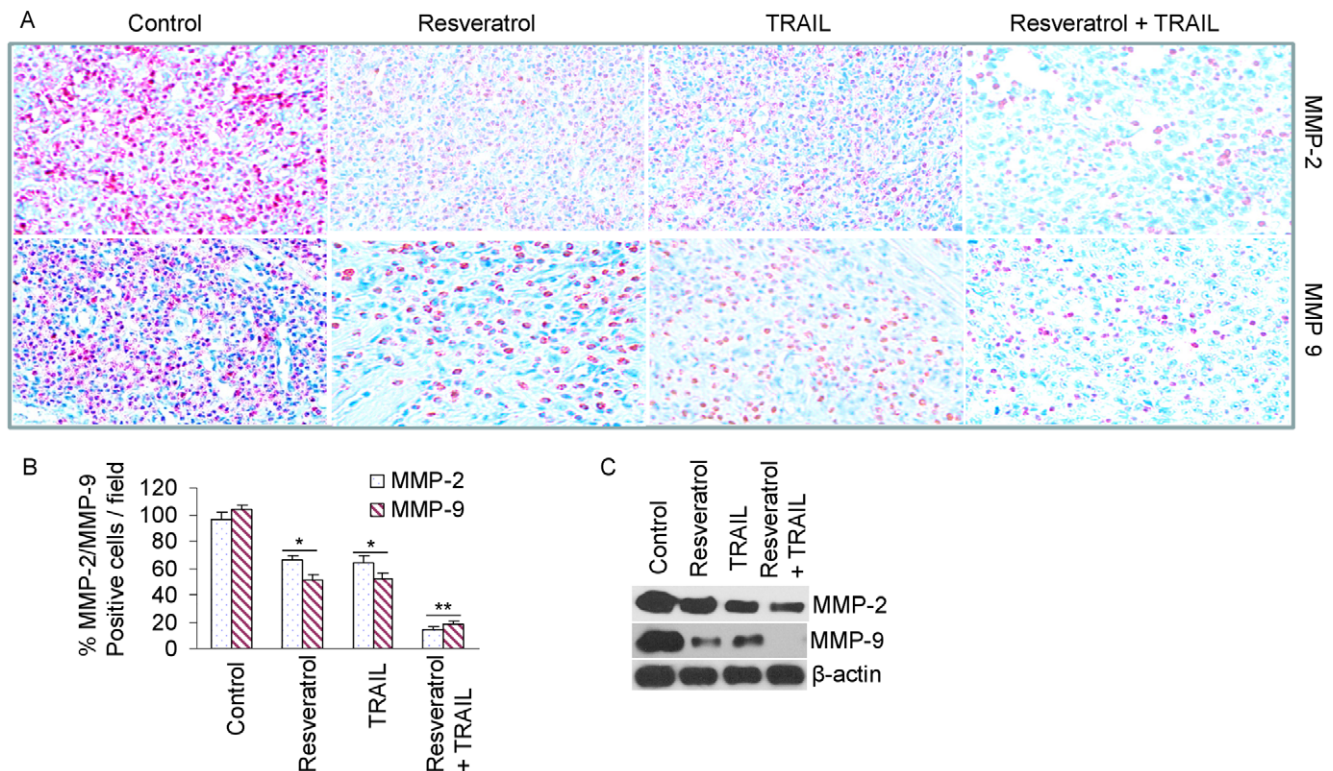 A
Control Resveratrol TRAIL Resveratrol + TRAIL
MMP-2
MMP 9
B
% MMP-2/MMP-9
Positive cells / field
120
100
80
60
40
20
0
MMP-2
MMP-9
*
*
**
Control
Resveratrol
TRAIL
Resveratrol
+ TRAIL
C
Control
Resveratrol
TRAIL
Resveratrol
+ TRAIL
MMP-2
MMP-9
β-actin